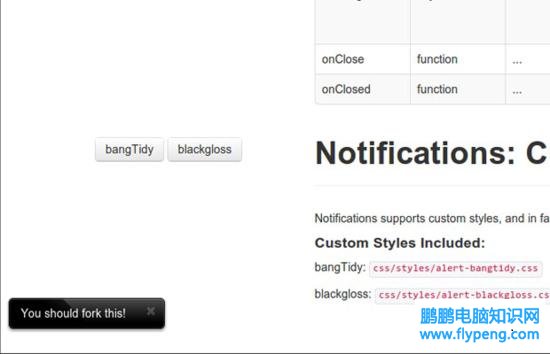 onClose function ...
onClosed function ...
bangTidy blackgloss
Notifications: C
Notifications supports custom styles, and in fa
Custom Styles Included:
bangTidy: css/styles/alert-bangtidy.css
blackgloss: css/styles/alert-blackgloss.cs
You should fork this! ×
鹏鹏电脑知识网
www.flypeng.com